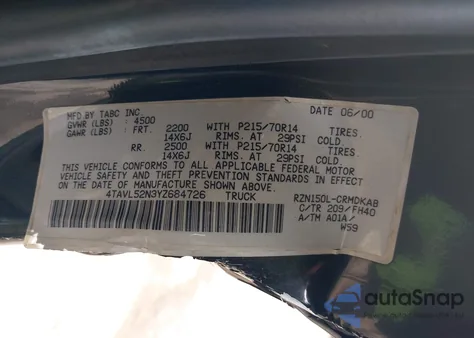 MFD BY TABC INC. DATE 06/00
GVWR (LBS) 4500
GAWR (LBS) FRT. 2200 WITH P215/70R14 TIRES,
14X6J RIMS. AT 29PSI COLD.
RR. 2500 WITH P215/70R14 TIRES,
14X6J RIMS. AT 29PSI COLD.
THIS VEHICLE CONFORMS TO ALL APPLICABLE FEDERAL MOTOR
VEHICLE SAFETY AND THEFT PREVENTION STANDARDS IN EFFECT
ON THE DATE OF MANUFACTURE SHOWN ABOVE.
4TAVL52N3YZ684726 TRUCK
RZN150L-CRMDKAB
C/TR 209/FH40
A/TM A01A/
W59
autoSnap